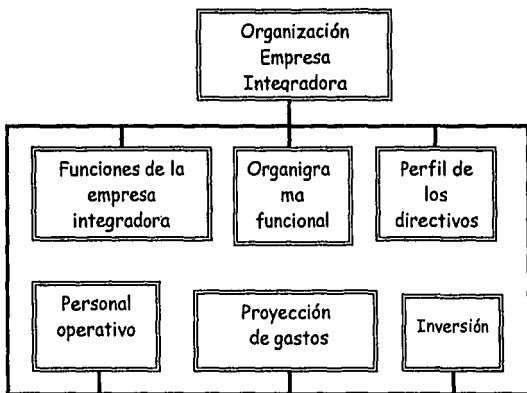 Organización
Empresa
Integradora
Funciones de la
empresa
integradora
Organigra
ma
funcional
Perfil de
los
directivos
Personal
operativo
Proyección
de gastos
Inversión